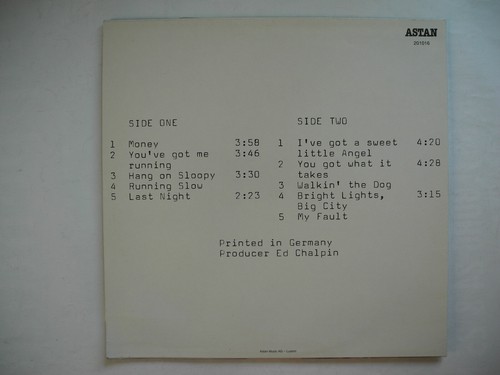 ASTAN
201019
SIDE ONE
1 Money 3:58
2 You've got me 3:46
running
3 Hang on Sloopy 3:30
4 Running Slow
5 Last Night 2:23
SIDE TWO
1 I've got a sweet 4:20
little Angel
2 You got what it 4:28
takes
3 Walkin' the Dog
4 Bright Lights, 3:15
Big City
5 My Fault
Printed in Germany
Producer Ed Chalpin